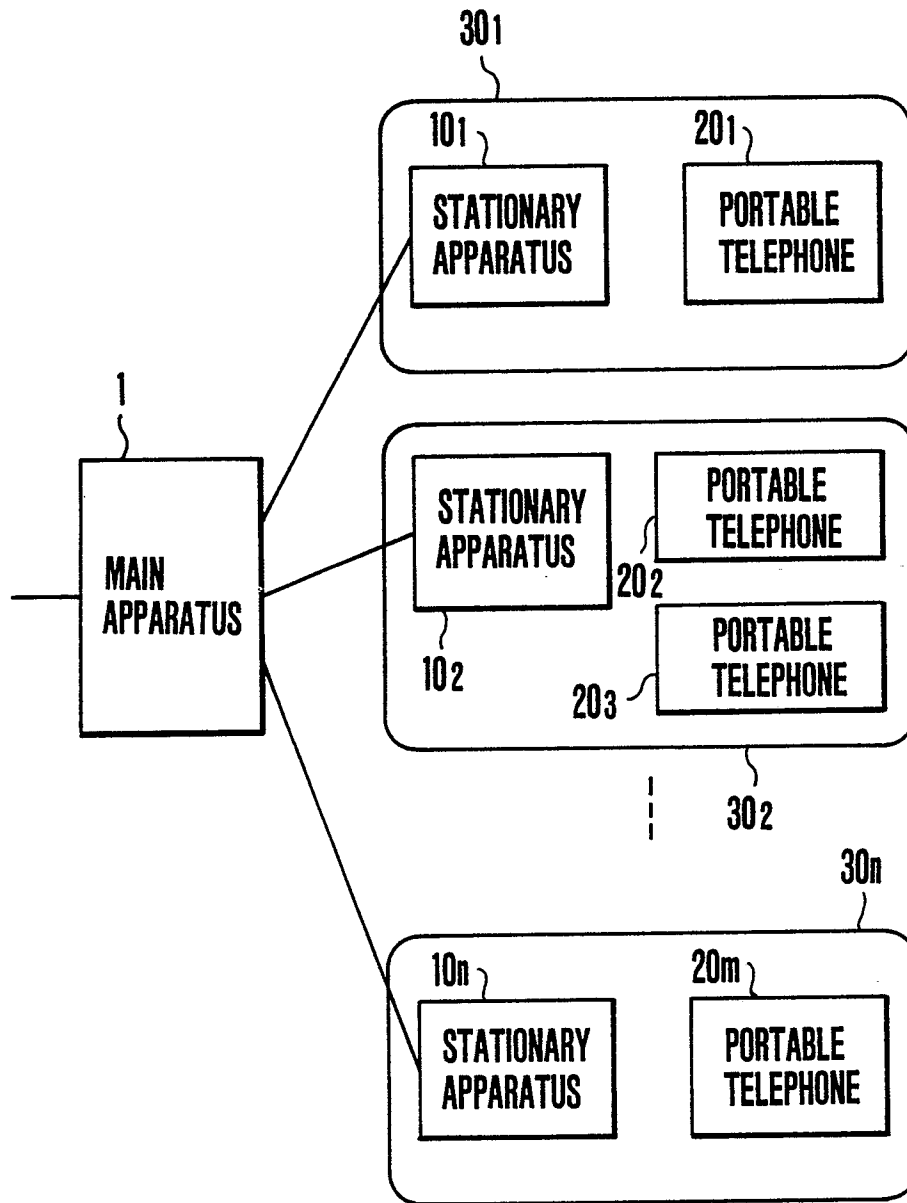 30₁
10₁
20₁
STATIONARY
APPARATUS
PORTABLE
TELEPHONE
1
MAIN
APPARATUS
STATIONARY
APPARATUS
10₂
PORTABLE
TELEPHONE
20₂
PORTABLE
TELEPHONE
20₃
30₂
30n
10n
20m
STATIONARY
APPARATUS
PORTABLE
TELEPHONE